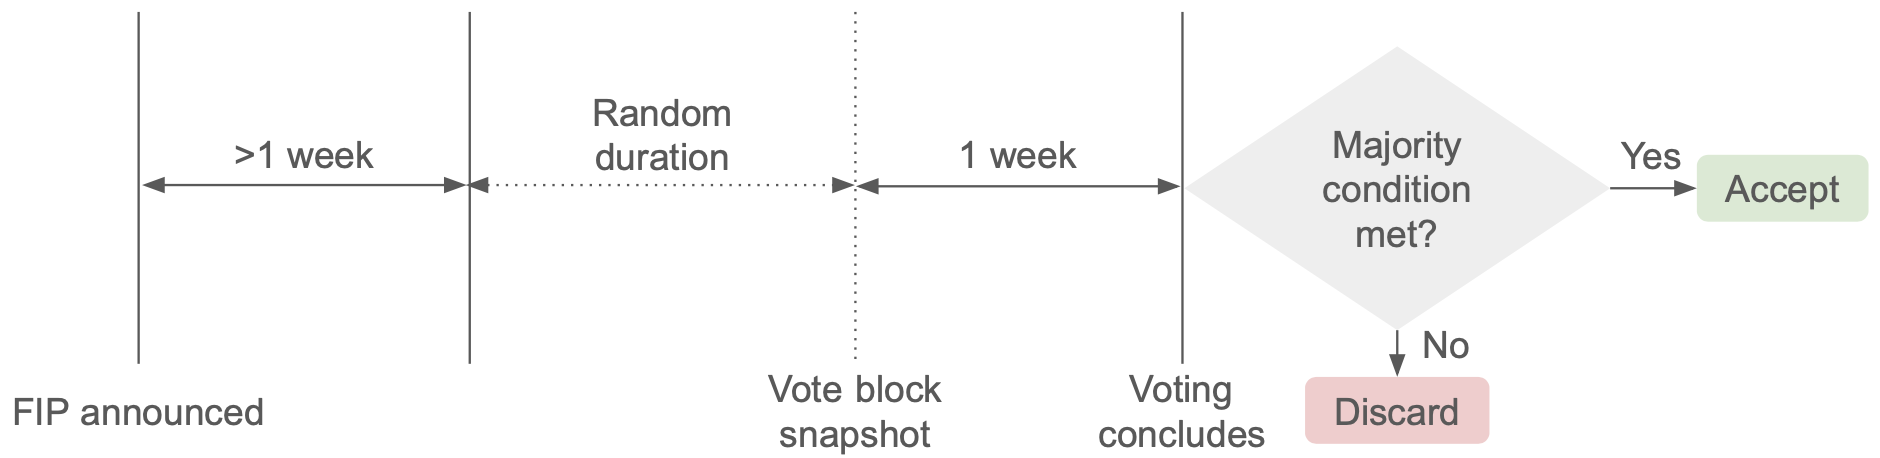 >1 week
Random
duration
1 week
Majority
condition
met?
Yes
Accept
No
Discard
FIP announced
Vote block
snapshot
Voting
concludes